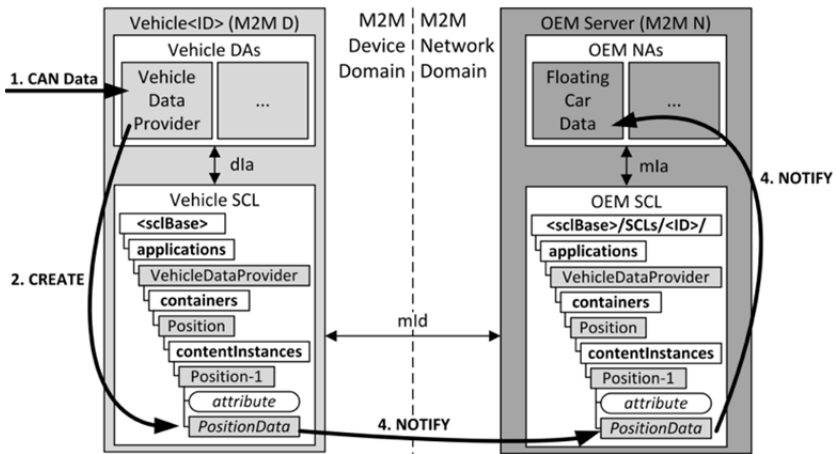 Vehicle<ID> (M2M D)
Vehicle DAs
1. CAN Data
Vehicle
Data
Provider
...
dIa
Vehicle SCL
<sclBase>
applications
VehicleDataProvider
2. CREATE
containers
Position
contentInstances
Position-1
attribute
PositionData
M2M
Device
Domain
M2M
Network
Domain
mId
4. NOTIFY
OEM Server (M2M N)
OEM NAs
Floating
Car
Data
...
mIa
4. NOTIFY
OEM SCL
<sclBase>/SCLs/<ID>/
applications
VehicleDataProvider
containers
Position
contentInstances
Position-1
attribute
PositionData